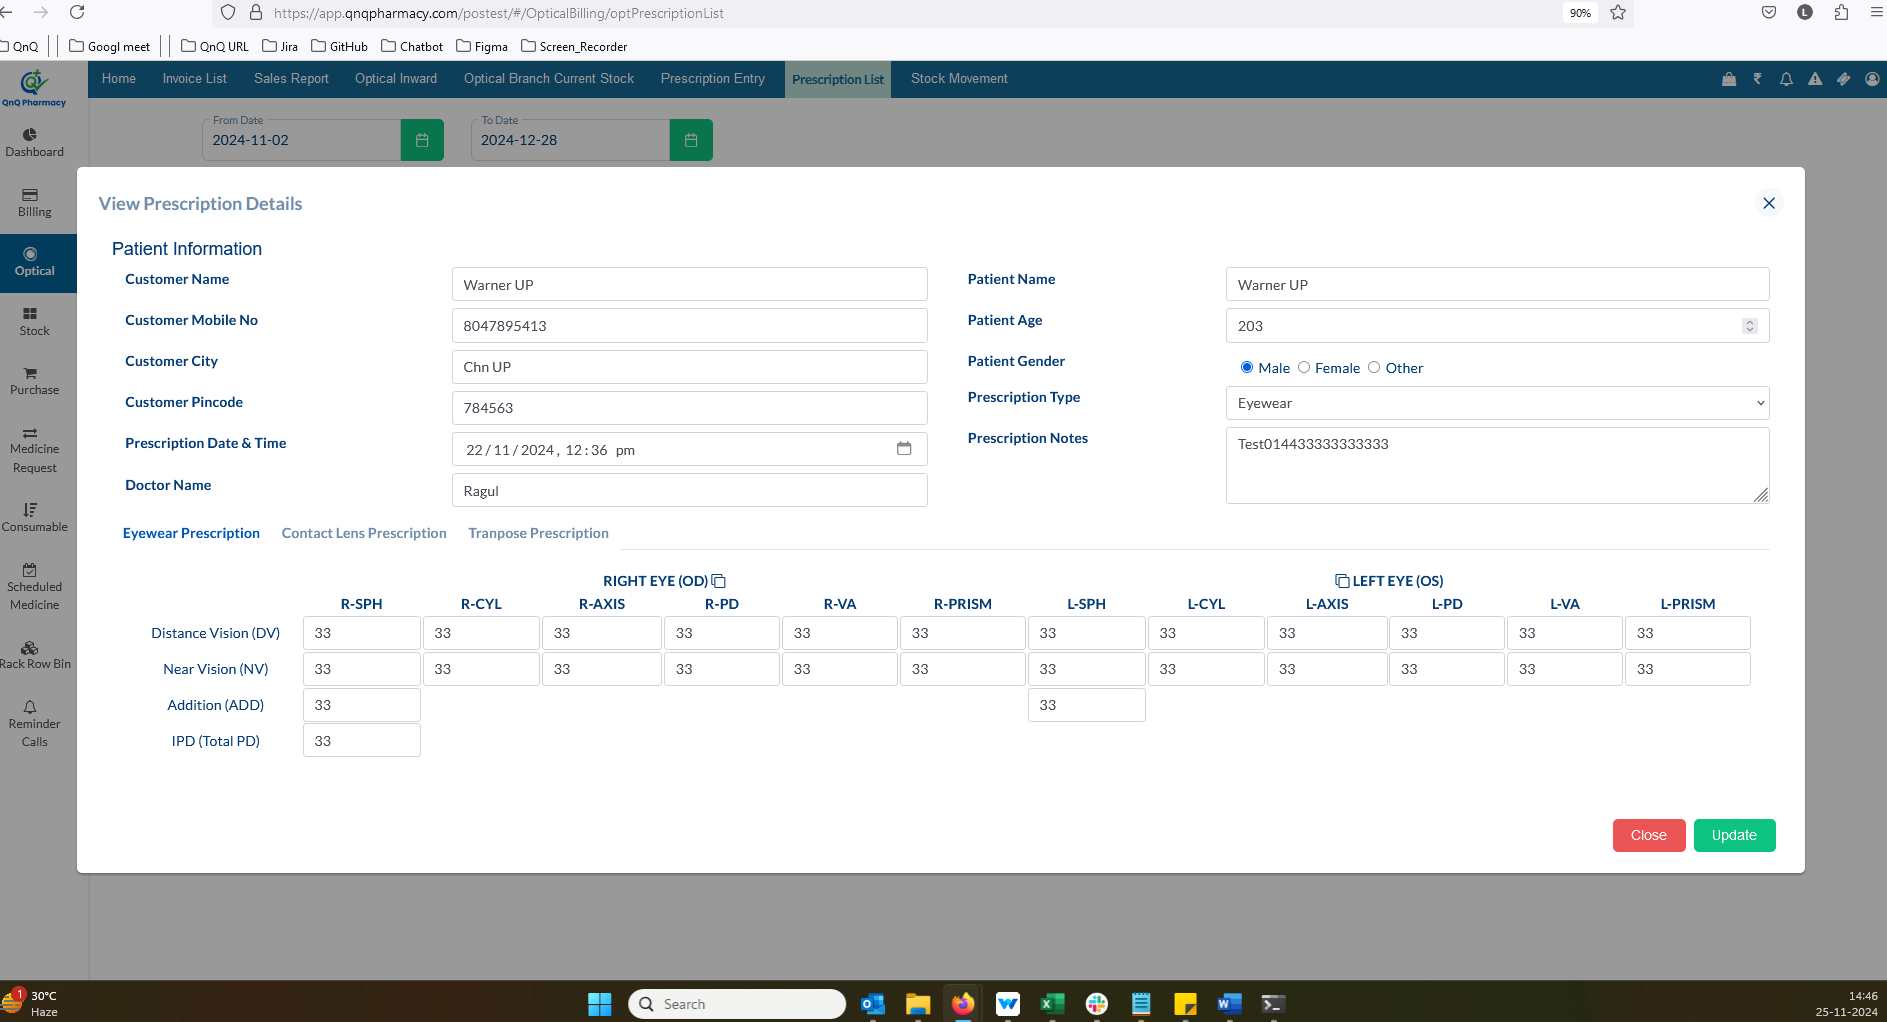 https://app.qnqpharmacy.com/postest/#/OpticalBilling/optPrescriptionList
90%
L
QnQ
Googl meet
QnQ URL
Jira
GitHub
Chatbot
Figma
Screen_Recorder
QnQ Pharmacy
Home Invoice List Sales Report Optical Inward Optical Branch Current Stock Prescription Entry Prescription List Stock Movement
From Date
2024-11-02
To Date
2024-12-28
Dashboard
Billing
Optical
Stock
Purchase
Medicine
Request
Consumable
Scheduled
Medicine
Rack Row Bin
Reminder
Calls
View Prescription Details
Patient Information
Customer Name Warner UP
Patient Name Warner UP
Customer Mobile No 8047895413
Patient Age 203
Customer City Chn UP
Patient Gender Male Female Other
Customer Pincode 784563
Prescription Type Eyewear
Prescription Date & Time 22/11/2024, 12:36 pm
Prescription Notes Test014433333333333
Doctor Name Ragul
Eyewear Prescription Contact Lens Prescription Tranpose Prescription
RIGHT EYE (OD) LEFT EYE (OS)
R-SPH R-CYL R-AXIS R-PD R-VA R-PRISM L-SPH L-CYL L-AXIS L-PD L-VA L-PRISM
Distance Vision (DV) 33 33 33 33 33 33 33 33 33 33 33 33
Near Vision (NV) 33 33 33 33 33 33 33 33 33 33 33 33
Addition (ADD) 33 33
IPD (Total PD) 33
Close Update
1
30°C
Haze
Search
14:46
25-11-2024